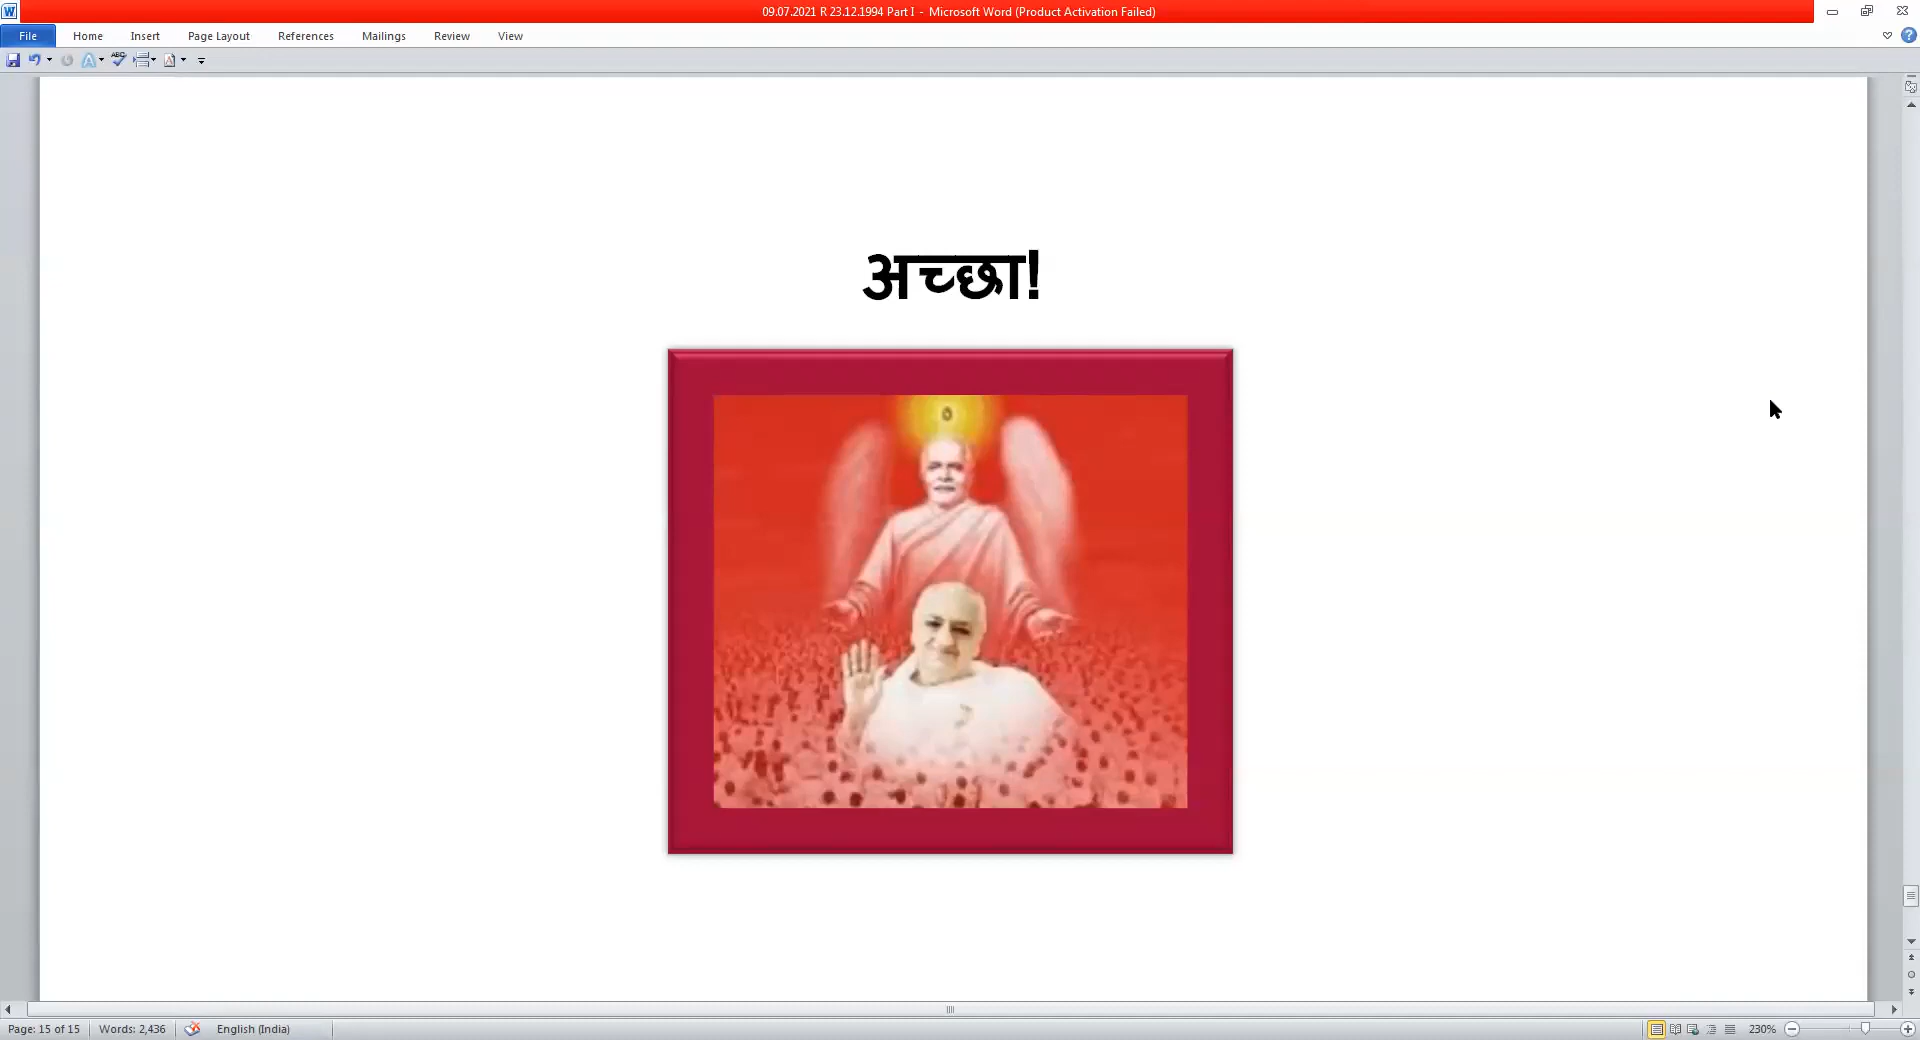 09.07.2021 R 23.12.1994 Part I - Microsoft Word (Product Activation Failed)
File Home Insert Page Layout References Mailings Review View
अच्छा!
Page: 15 of 15 Words: 2,436 English (India) 230%